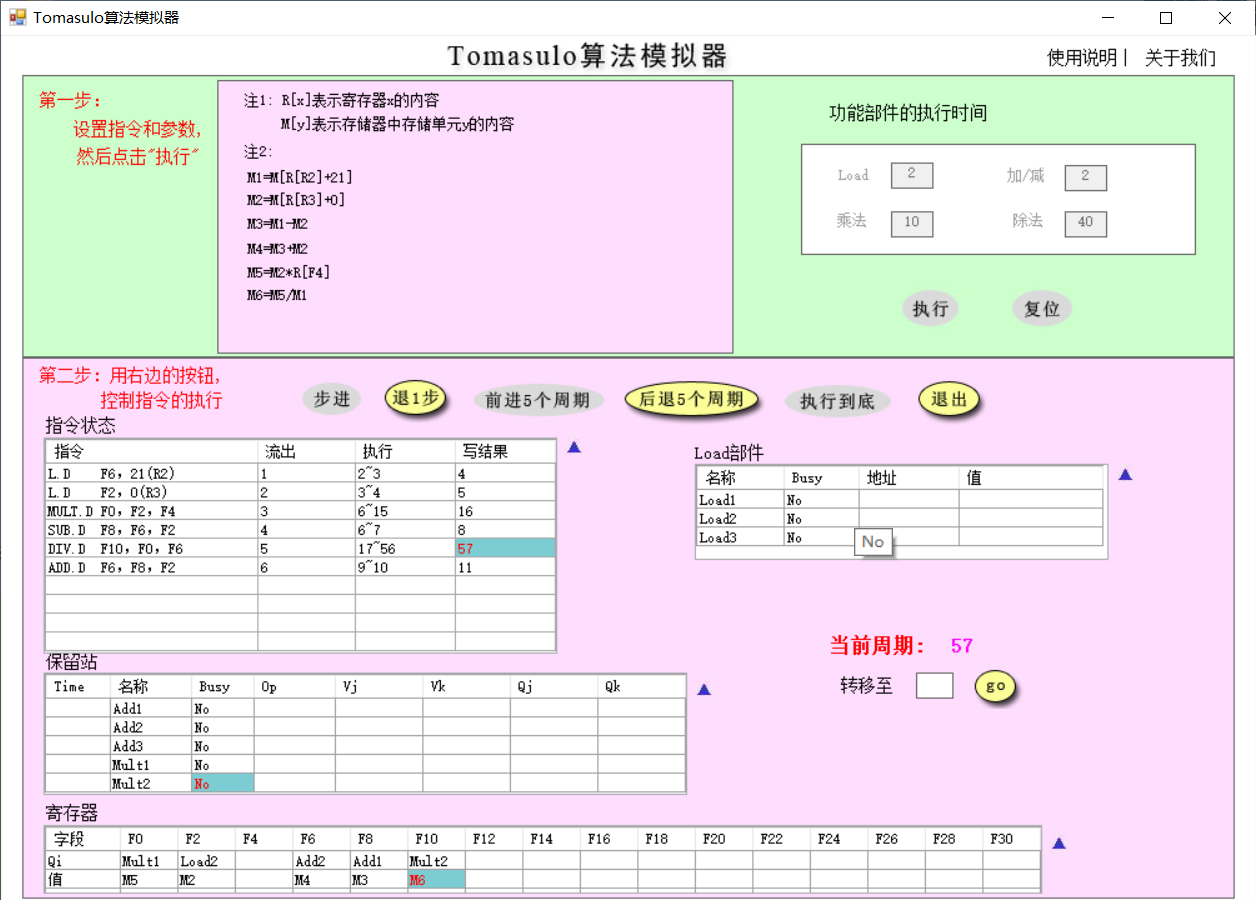 Tomasulo算法模拟器
Tomasulo算法模拟器
使用说明| 关于我们
第一步：
设置指令和参数，
然后点击"执行"
注1: R[x]表示寄存器x的内容
M[y]表示存储器中存储单元y的内容
注2:
M1=M[R[R2]+21]
M2=M[R[R3]+0]
M3=M1-M2
M4=M3+M2
M5=M2*R[F4]
M6=M5/M1
功能部件的执行时间
Load 2 加/减 2
乘法 10 除法 40
执行 复位
第二步：用右边的按钮，
控制指令的执行
步进 退1步 前进5个周期 后退5个周期 执行到底 退出
指令状态
指令 流出 执行 写结果
L.D F6, 21(R2) 1 2~3 4
L.D F2, 0(R3) 2 3~4 5
MULT.D F0, F2, F4 3 6~15 16
SUB.D F8, F6, F2 4 6~7 8
DIV.D F10, F0, F6 5 17~56 57
ADD.D F6, F8, F2 6 9~10 11
Load部件
名称 Busy 地址 值
Load1 No
Load2 No
Load3 No
No
当前周期： 57
转移至 go
保留站
Time 名称 Busy Op Vj Vk Qj Qk
Add1 No
Add2 No
Add3 No
Mult1 No
Mult2 No
寄存器
字段 F0 F2 F4 F6 F8 F10 F12 F14 F16 F18 F20 F22 F24 F26 F28 F30
Qi Mult1 Load2 Add2 Add1 Mult2
值 M5 M2 M4 M3 M6